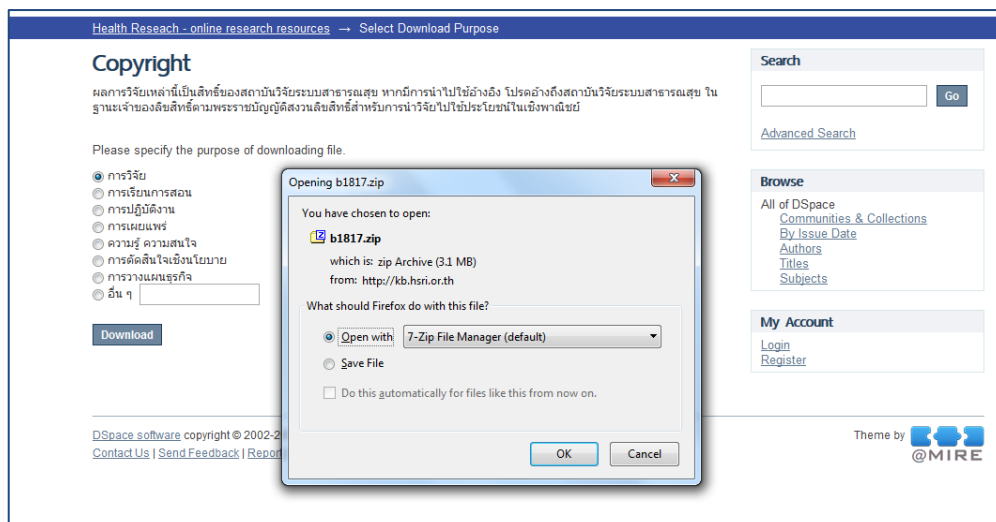 Health Reseach - online research resources → Select Download Purpose
Copyright
ผลการวิจัยเหล่านี้เป็นสิทธิ์ของสถาบันวิจัยระบบสาธารณสุข หากมีการนำไปใช้อ้างอิง โปรดอ้างถึงสถาบันวิจัยระบบสาธารณสุข ใน
ฐานะเจ้าของลิขสิทธิ์ตามพระราชบัญญัติสงวนลิขสิทธิ์สำหรับการนำวิจัยไปใช้ประโยชน์ในเชิงพาณิชย์
Please specify the purpose of downloading file.
การวิจัย
การเรียนการสอน
การปฏิบัติงาน
การเผยแพร่
ความรู้ ความสนใจ
การตัดสินใจเชิงนโยบาย
การวางแผนธุรกิจ
อื่น ๆ
Download
Opening b1817.zip
You have chosen to open:
b1817.zip
which is: zip Archive (3.1 MB)
from: http://kb.hsri.or.th
What should Firefox do with this file?
Open with 7-Zip File Manager (default)
Save File
Do this automatically for files like this from now on.
OK Cancel
Search
Go
Advanced Search
Browse
All of DSpace
Communities & Collections
By Issue Date
Authors
Titles
Subjects
My Account
Login
Register
DSpace software copyright © 2002-2
Contact Us | Send Feedback | Repor
Theme by
@MIRE